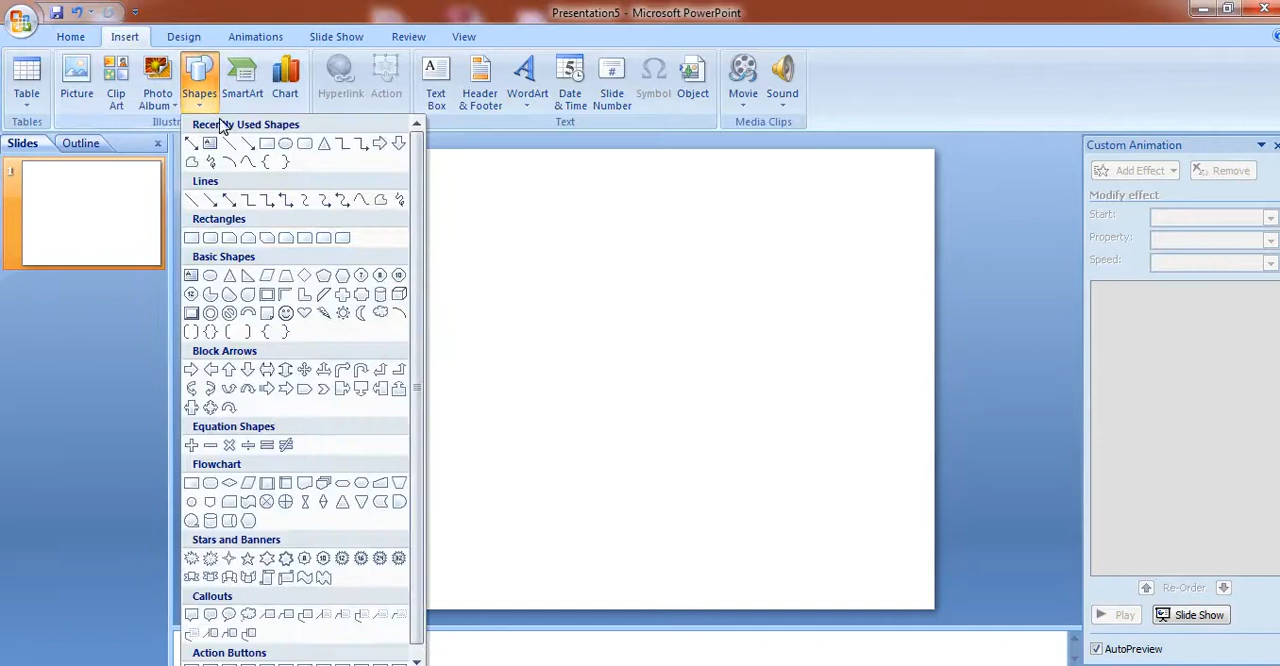 Presentation5 - Microsoft PowerPoint
Home Insert Design Animations Slide Show Review View
Table Picture Clip Art Photo Album Shapes SmartArt Chart Hyperlink Action Text Box Header & Footer WordArt Date & Time Slide Number Symbol Object Movie Sound
Tables Illustr Text Media Clips
Slides Outline
1
Recently Used Shapes
Lines
Rectangles
Basic Shapes
Block Arrows
Equation Shapes
Flowchart
Stars and Banners
Callouts
Action Buttons
Custom Animation
Add Effect Remove
Modify effect
Start:
Property:
Speed:
Re-Order
Play Slide Show
AutoPreview